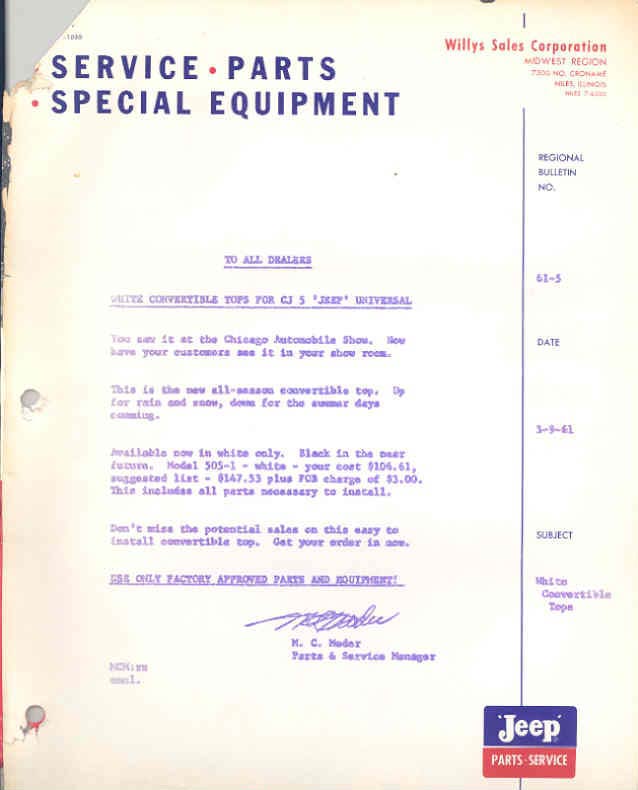 -1088
SERVICE • PARTS
• SPECIAL EQUIPMENT
Willys Sales Corporation
MIDWEST REGION
7300 NO. CRONAME
NILES, ILLINOIS
NILES
REGIONAL
BULLETIN
NO.
61-5
DATE
3-9-61
SUBJECT
White
Convertible
Tops
TO ALL DEALERS
WHITE CONVERTIBLE TOPS FOR CJ 5 'JEEP' UNIVERSAL
You saw it at the Chicago Automobile Show. Now
have your customers see it in your show room.
This is the new all-season convertible top. Up
for rain and snow, down for the summer days
coming.
Available now in white only. Black in the near
future. Model 505-1 - white - your cost $106.61,
suggested list - $147.53 plus FOB charge of $3.00.
This includes all parts necessary to install.
Don't miss the potential sales on this easy to
install convertible top. Get your order in now.
USE ONLY FACTORY APPROVED PARTS AND EQUIPMENT!
M. C. Moder
Parts & Service Manager
encl.
'Jeep'
PARTS-SERVICE